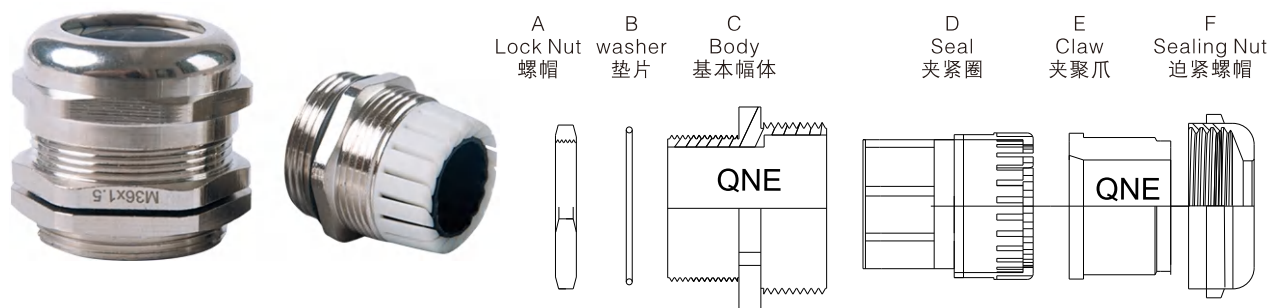 A
Lock Nut
螺帽
B
washer
垫片
C
Body
基本幅体
D
Seal
夹紧圈
E
Claw
夹聚爪
F
Sealing Nut
迫紧螺帽
M36x1.5
QNE
QNE